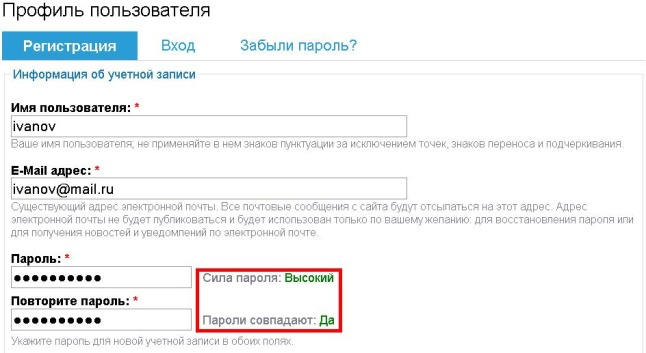 Профиль пользователя
Регистрация Вход Забыли пароль?
Информация об учетной записи
Имя пользователя: *
ivanov
Ваше имя пользователя; не применяйте в нем знаков пунктуации за исключением точек, знаков переноса и подчеркивания.
E-Mail адрес: *
ivanov@mail.ru
Существующий адрес электронной почты. Все почтовые сообщения с сайта будут отсылаться на этот адрес. Адрес
электронной почты не будет публиковаться и будет использован только по вашему желанию: для восстановления пароля или
для получения новостей и уведомлений по электронной почте.
Пароль: *
●●●●●●●●●● Сила пароля: Высокий
Повторите пароль: *
●●●●●●●●●● Пароли совпадают: Да
Укажите пароль для новой учетной записи в обоих полях.